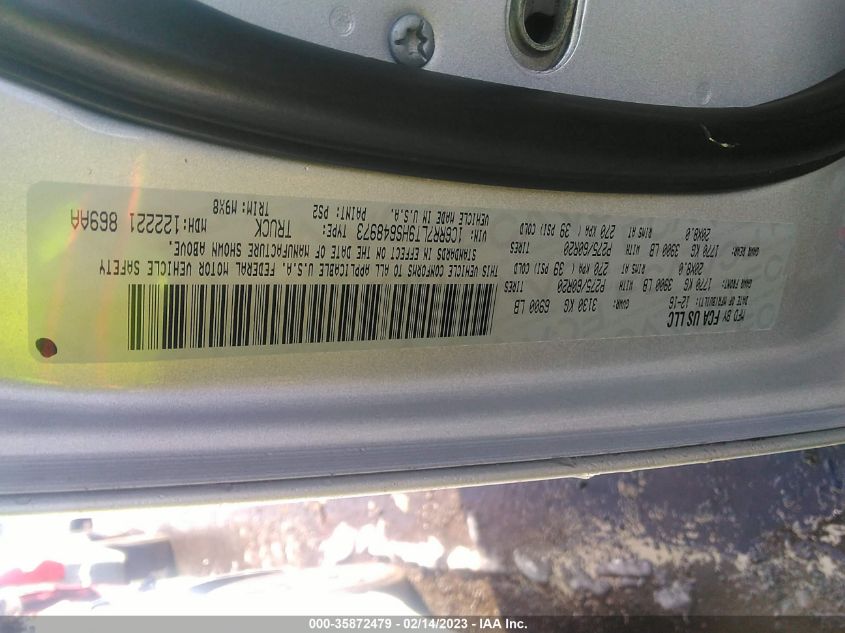 MFD BY FCA US LLC
DATE OF MFR/BUILT: 12-16 GVWR: 3130 KG 6900 LB
GAWR FRONT: 1770 KG 3900 LB WITH P275/60R20 TIRES
20X8.0 RIMS AT 270 KPA ( 39 PSI) COLD
GAWR REAR: 1770 KG 3900 LB WITH P275/60R20 TIRES
20X8.0 RIMS AT 270 KPA ( 39 PSI) COLD
THIS VEHICLE CONFORMS TO ALL APPLICABLE U.S.A. FEDERAL MOTOR VEHICLE SAFETY
STANDARDS IN EFFECT ON THE DATE OF MANUFACTURE SHOWN ABOVE.
VIN: 1C6RR7LT9HS648973 TYPE: TRUCK MDH:122221 869AA
VEHICLE MADE IN U.S.A. PAINT: PS2 TRIM:M9X8
000-35872479 - 02/14/2023 - IAA Inc.